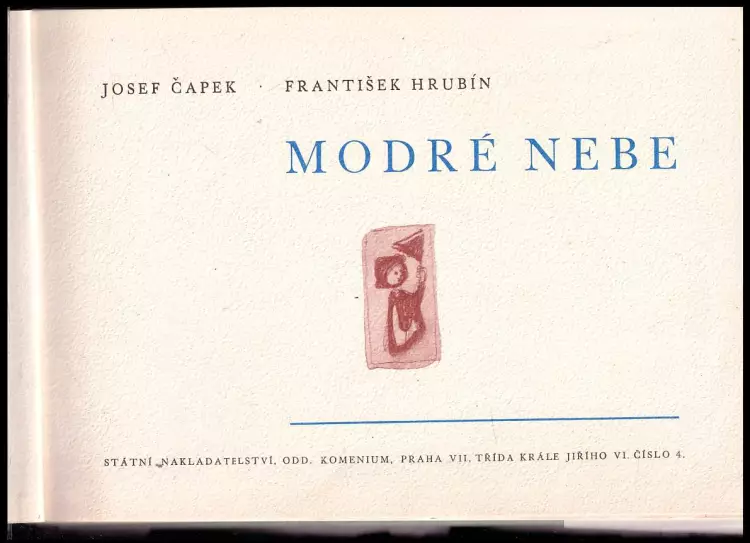 JOSEF ČAPEK · FRANTIŠEK HRUBÍN
MODRÉ NEBE
STÁTNÍ NAKLADATELSTVÍ, ODD. KOMENIUM, PRAHA VII, TŘÍDA KRÁLE JIŘÍHO VI. ČÍSLO 4.